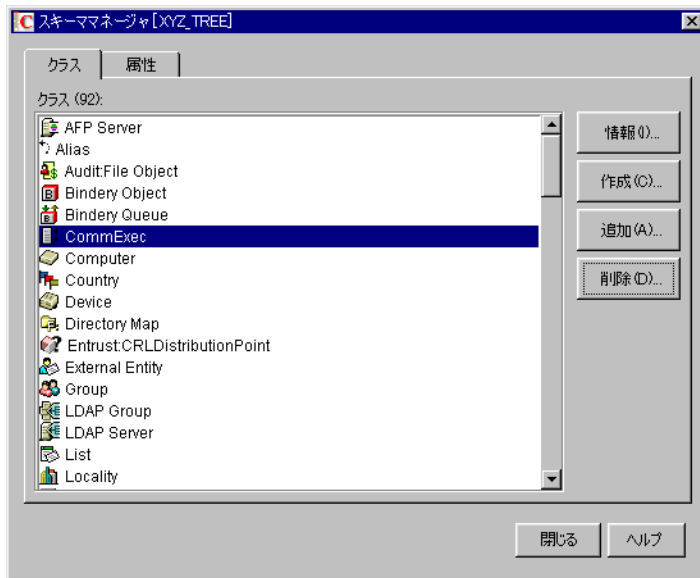 スキーママネージャ[XYZ_TREE]
クラス
属性
クラス (92):
AFP Server
Alias
Audit:File Object
Bindery Object
Bindery Queue
CommExec
Computer
Country
Device
Directory Map
Entrust:CRLDistributionPoint
External Entity
Group
LDAP Group
LDAP Server
List
Locality
情報(I)...
作成(C)...
追加(A)...
削除(D)...
閉じる
ヘルプ